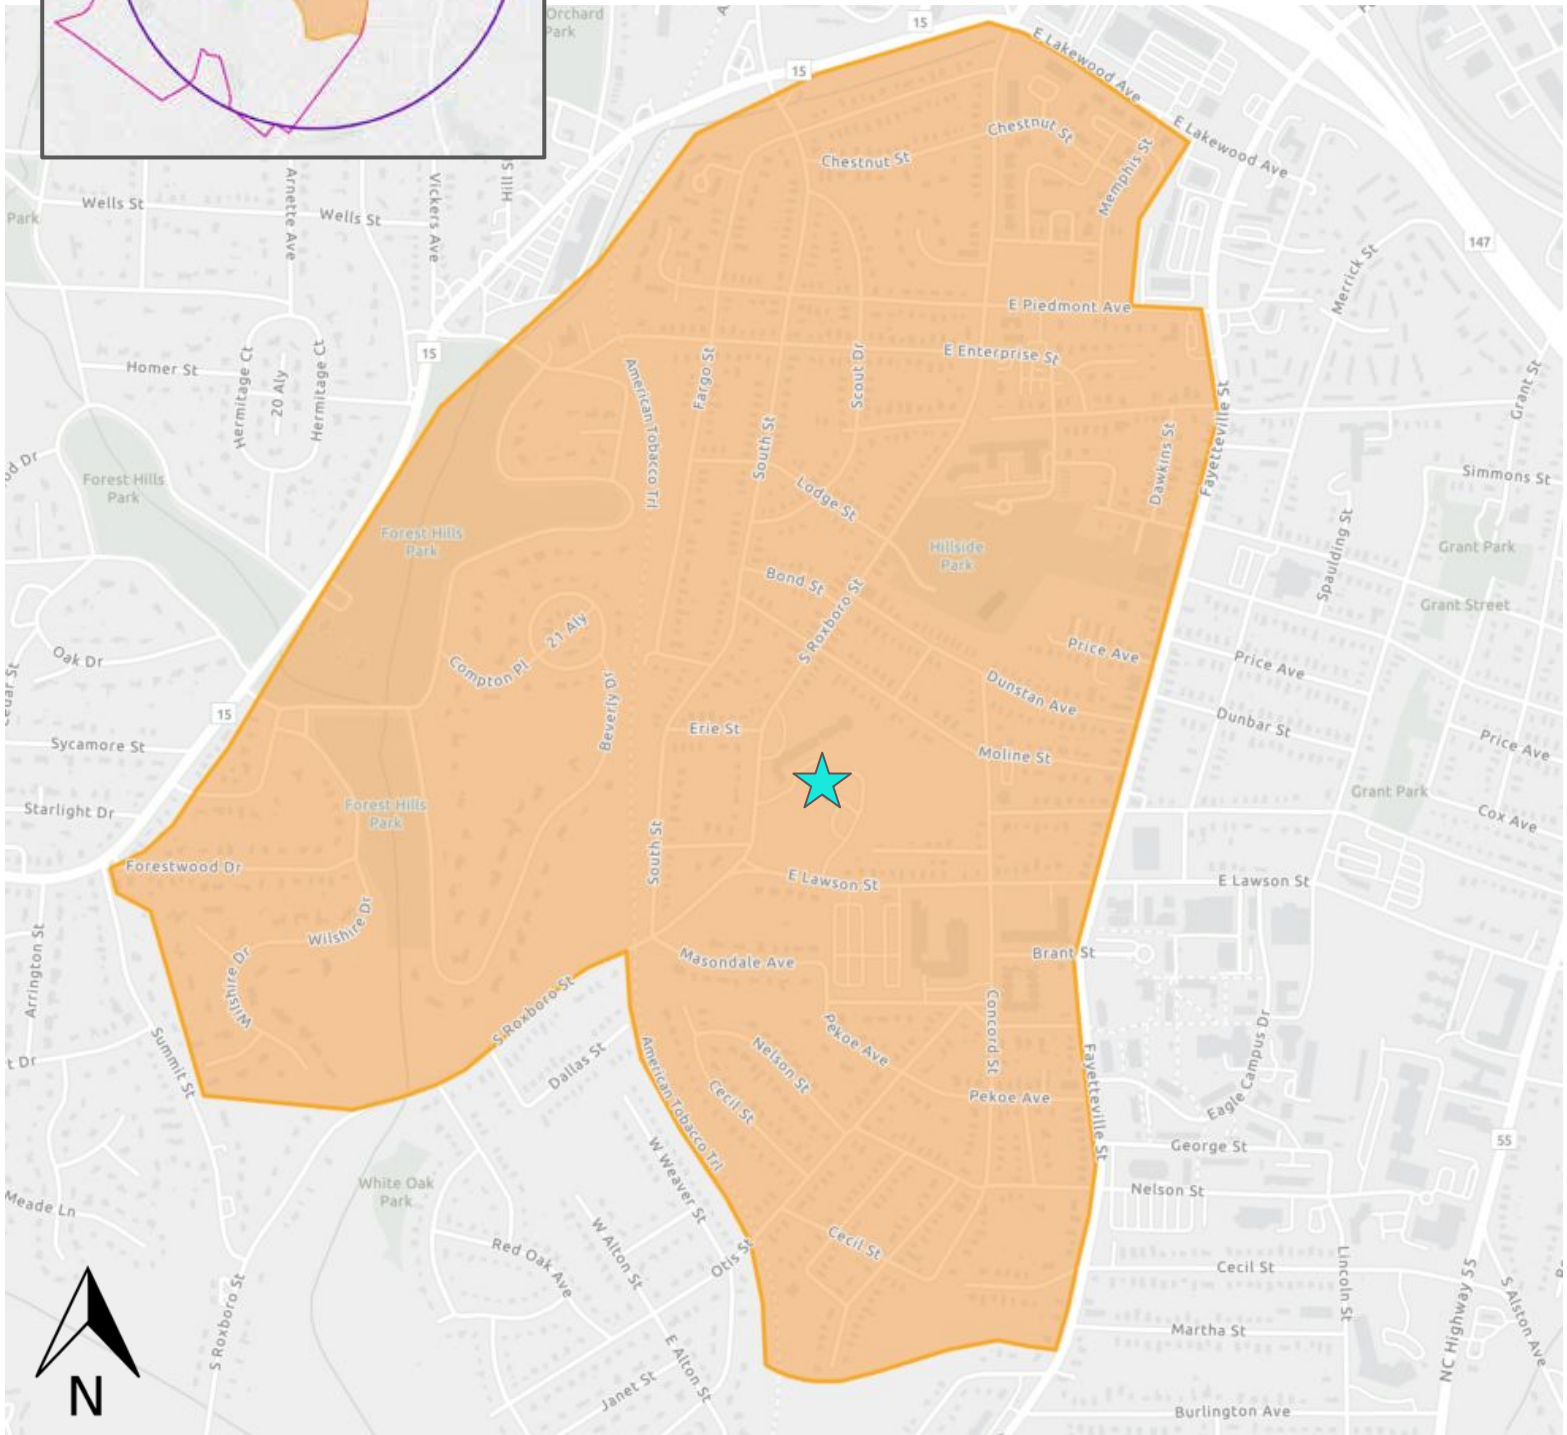 Orchard
Park
15
15
E Lakewood Ave
E Lakewood Ave
Chestnut St
Chestnut St
Memphis St
Arnette Ave
Vickers Ave
Hill S
Park
Wells St
Wells St
147
Merrick St
E Piedmont Ave
15
E Enterprise St
Homer St
Hermitage Ct
20 Aly
Hermitage Ct
American Tobacco Trl
Fargo St
Scout Dr
South St
Grant St
Fayetteville St
Dawkins St
Simmons St
Forest Hills
Park
Lodge St
Forest Hills
Park
Hillside
Park
Spaulding St
Grant Park
Grant Street
Bond St
S Roxboro St
21 Aly
Compton Pl
Beverly Dr
Oak Dr
Price Ave
Price Ave
Dunstan Ave
15
Dunbar St
Erie St
Moline St
Price Ave
Sycamore St
Starlight Dr
Forest Hills
Park
Grant Park
Cox Ave
South St
Forestwood Dr
E Lawson St
E Lawson St
Wilshire Dr
Wilshire Dr
Masondale Ave
Brant St
Arrington St
S Roxboro St
Concord St
Pekoe Ave
Nelson St
Summit St
Dallas St
American Tobacco Trl
Cecil St
Pekoe Ave
Fayetteville St
Eagle Campus Dr
t Dr
George St
55
W Weaver St
White Oak
Park
Nelson St
Meade Ln
W Alton St
Red Oak Ave
Otis St
Cecil St
Cecil St
Lincoln St
S Roxboro St
E Alton St
Martha St
NC Highway 55
S Alston Ave
Janet St
N
Burlington Ave